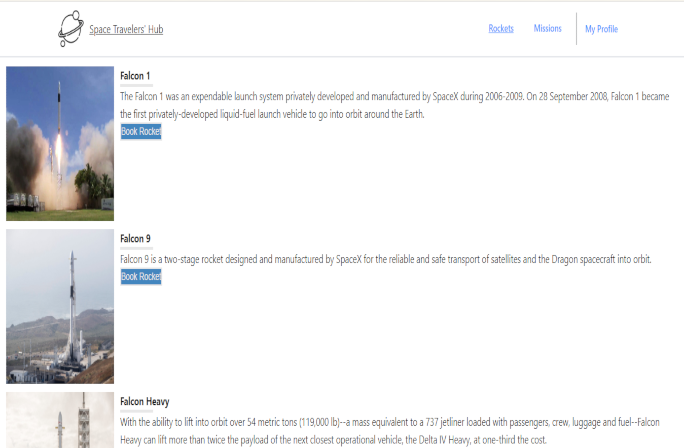 Space Travelers' Hub
Rockets
Missions
My Profile
Falcon 1
The Falcon 1 was an expendable launch system privately developed and manufactured by SpaceX during 2006-2009. On 28 September 2008, Falcon 1 became
the first privately-developed liquid-fuel launch vehicle to go into orbit around the Earth.
Book Rocket
Falcon 9
Falcon 9 is a two-stage rocket designed and manufactured by SpaceX for the reliable and safe transport of satellites and the Dragon spacecraft into orbit.
Book Rocket
Falcon Heavy
With the ability to lift into orbit over 54 metric tons (119,000 lb)--a mass equivalent to a 737 jetliner loaded with passengers, crew, luggage and fuel--Falcon
Heavy can lift more than twice the payload of the next closest operational vehicle, the Delta IV Heavy, at one-third the cost.